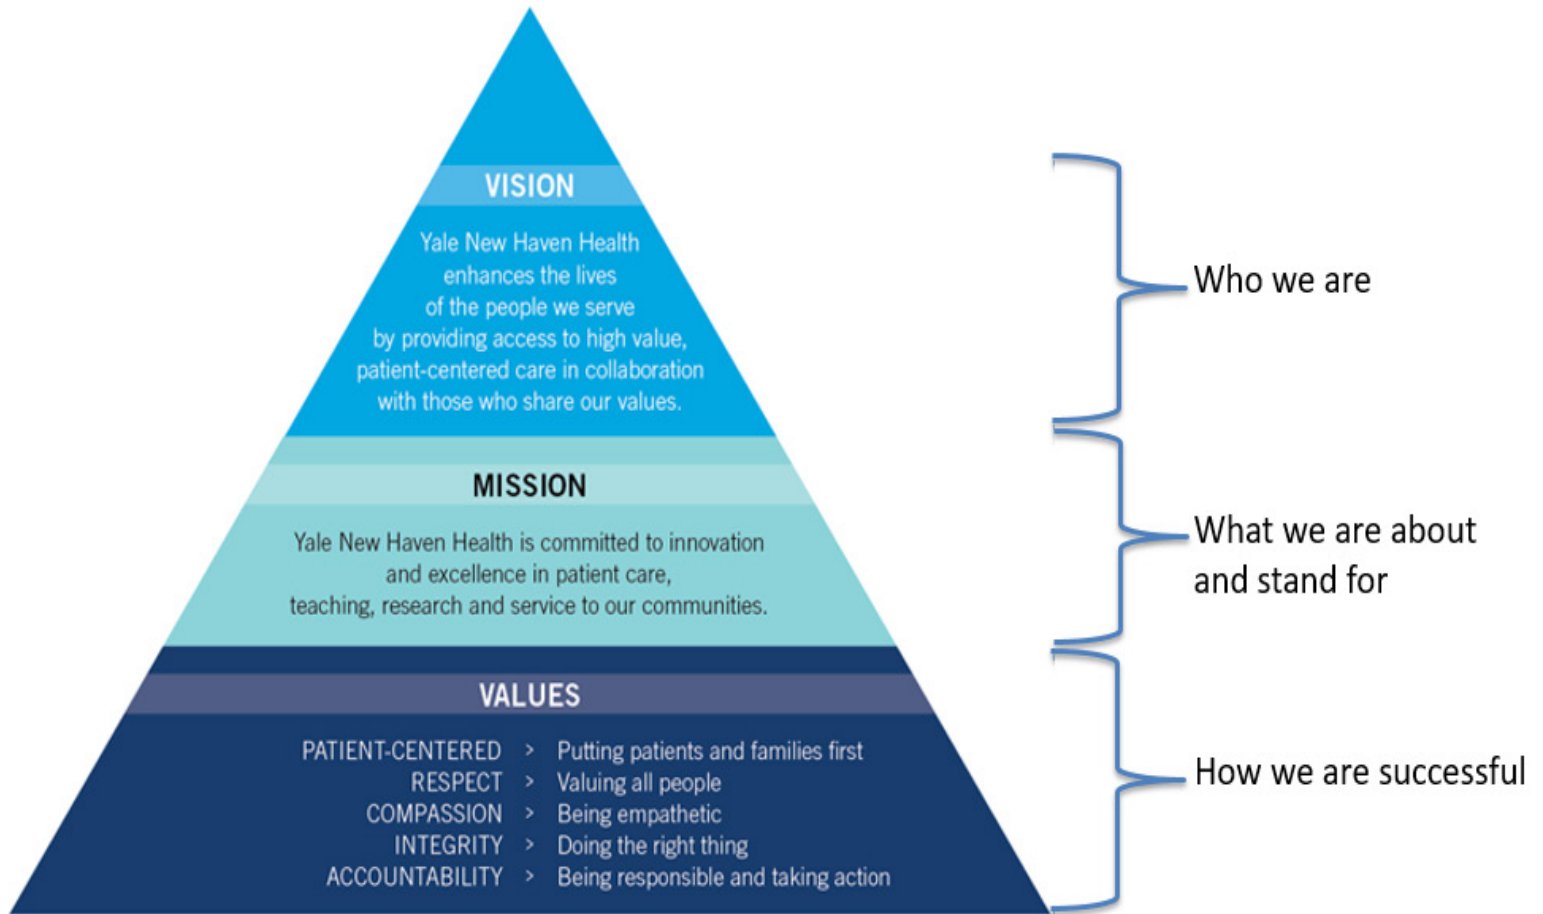 VISION
Yale New Haven Health
enhances the lives
of the people we serve
by providing access to high value,
patient-centered care in collaboration
with those who share our values.
Who we are
MISSION
Yale New Haven Health is committed to innovation
and excellence in patient care,
teaching, research and service to our communities.
What we are about
and stand for
VALUES
PATIENT-CENTERED > Putting patients and families first
RESPECT > Valuing all people
COMPASSION > Being empathetic
INTEGRITY > Doing the right thing
ACCOUNTABILITY > Being responsible and taking action
How we are successful